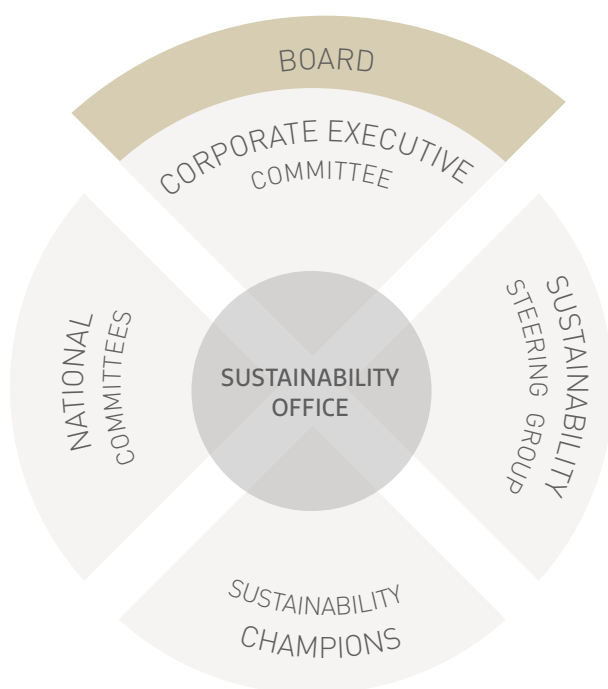 BOARD
CORPORATE EXECUTIVE
COMMITTEE
NATIONAL
COMMITTEES
SUSTAINABILITY
OFFICE
SUSTAINABILITY
STEERING GROUP
SUSTAINABILITY
CHAMPIONS